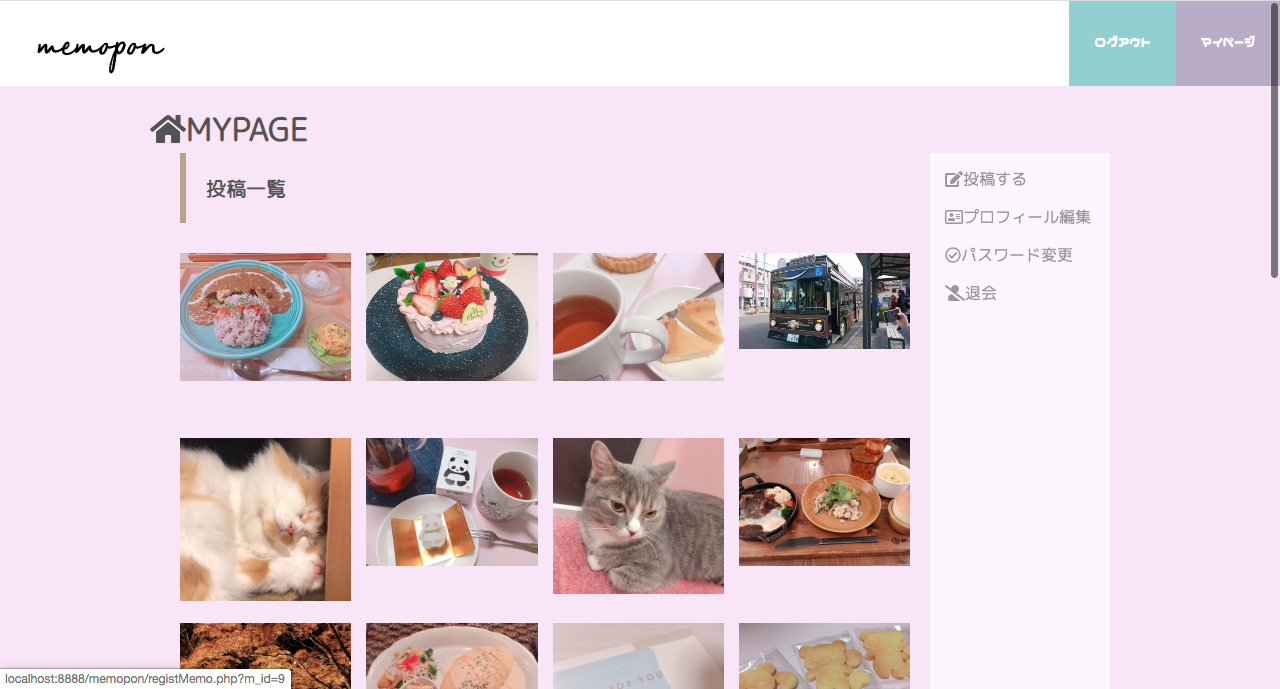 memopon
ログアウト
マイページ
MYPAGE
投稿一覧
投稿する
プロフィール編集
パスワード変更
退会
FOR YOU
localhost:8888/memopon/registMemo.php?m_id=9